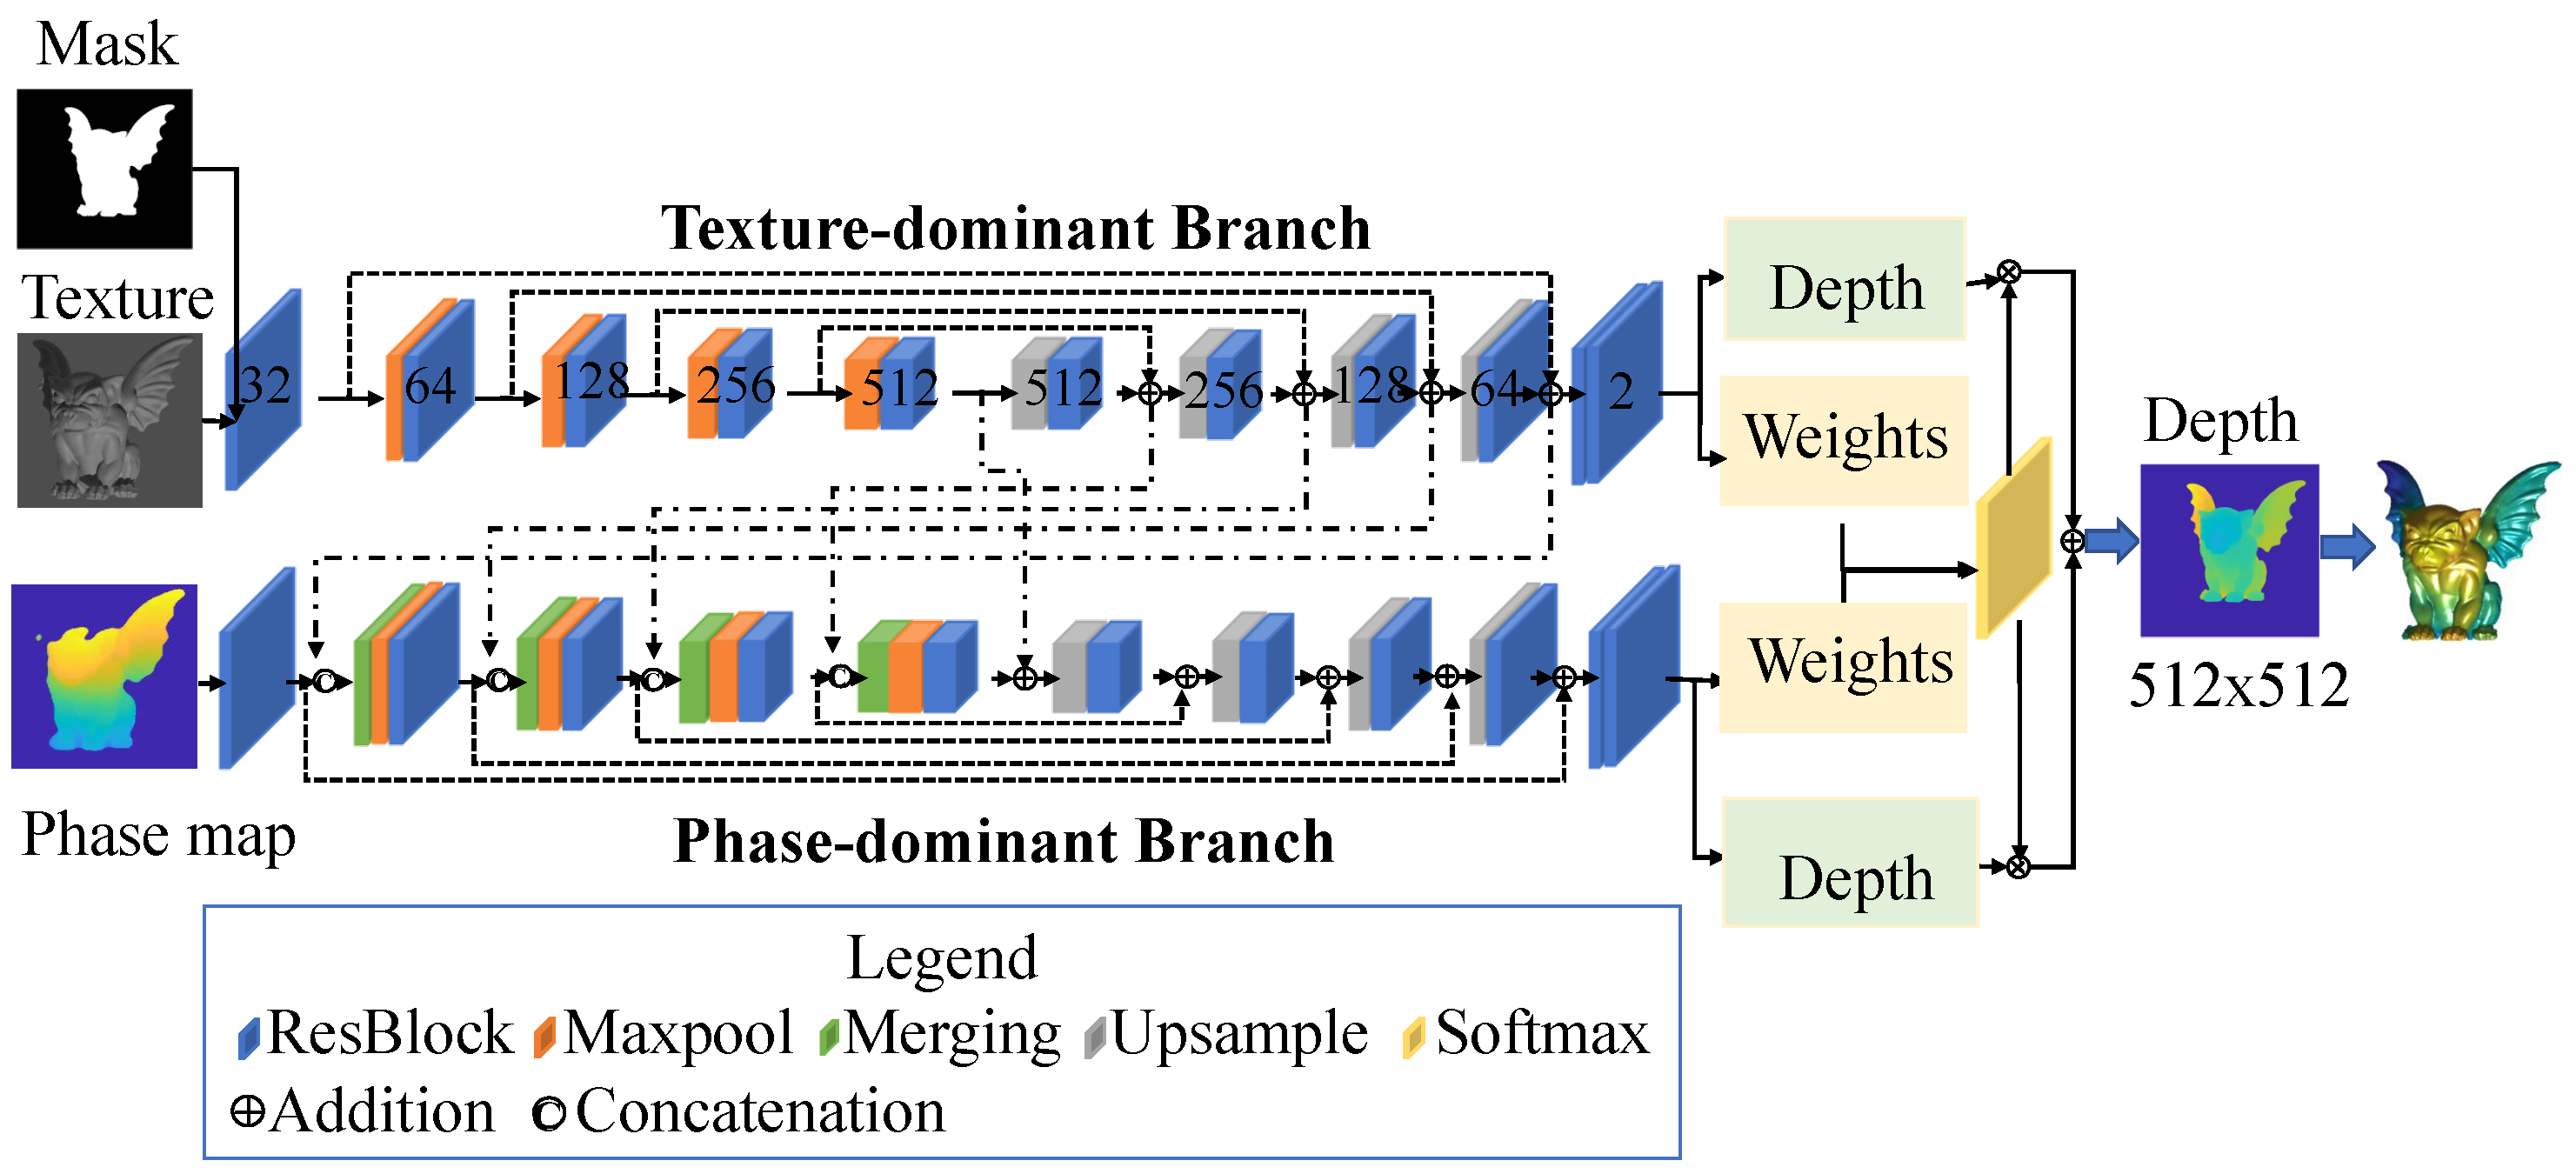 Mask
Texture
Texture-dominant Branch
32
64
128
256
512
512
256
128
64
2
Depth
Weights
Weights
Depth
Depth
512x512
Phase map
Phase-dominant Branch
Legend
ResBlock Maxpool Merging Upsample Softmax
⊕ Addition © Concatenation